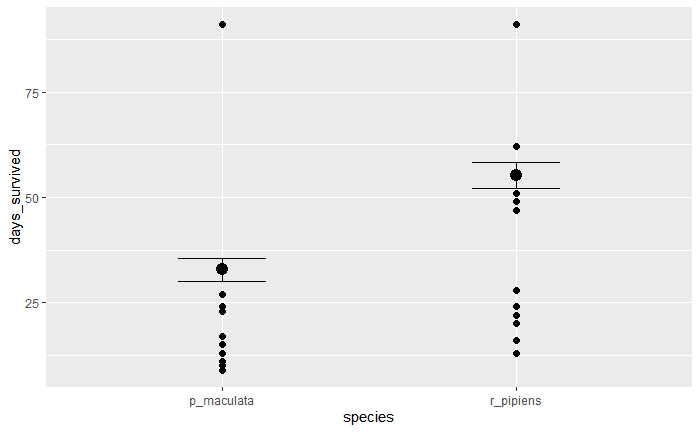 75
50
25
days_survived
p_maculata
r_pipiens
species